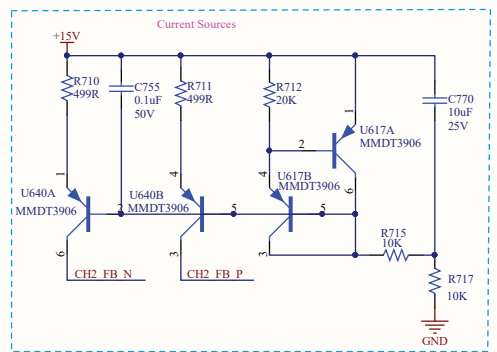 Current Sources
+15V
R710
499R
C755
0.1uF
50V
R711
499R
R712
20K
1
2
U617A
MMDT3906
6
C770
10uF
25V
1
U640A
MMDT3906
2
6
4
U640B
MMDT3906
5
3
4
U617B
MMDT3906
5
3
R715
10K
R717
10K
CH2_FB_N
CH2_FB_P
GND